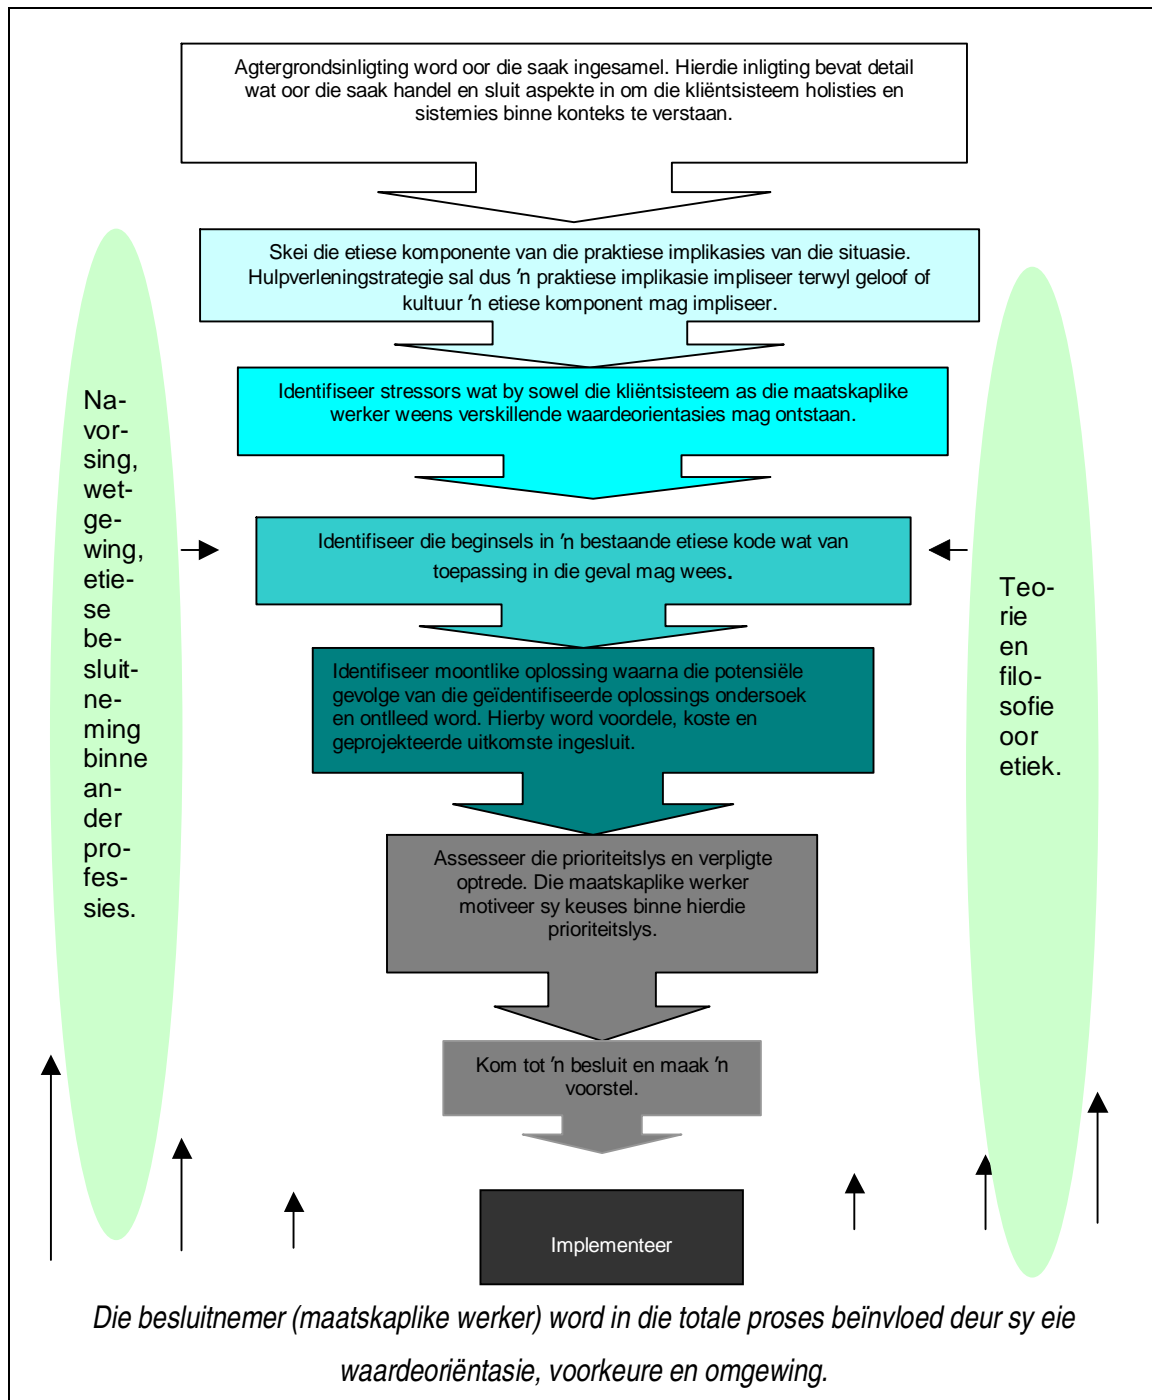 Agtergrondsinligting word oor die saak ingesamel. Hierdie inligting bevat detail
wat oor die saak handel en sluit aspekte in om die kliëntsisteem holisties en
sistemies binne konteks te verstaan.
Skei die etiese komponente van die praktiese implikasies van die situasie.
Hulpverleningstrategie sal dus ’n praktiese implikasie impliseer terwyl geloof of
kultuur ’n etiese komponent mag impliseer.
Identifiseer stressors wat by sowel die kliëntsisteem as die maatskaplike
werker weens verskillende waardeorientasies mag ontstaan.
Na-
vor-
sing,
wet-
ge-
wing,
etie-
se
be-
sluit-
ne-
ming
binne
an-
der
pro-
fes-
sies.
Identifiseer die beginsels in ’n bestaande etiese kode wat van
toepassing in die geval mag wees.
Teo-
rie
en
filo-
sofie
oor
etiek.
Identifiseer moontlike oplossing waarna die potensiële
gevolge van die geïdentifiseerde oplossings ondersoek
en ontleed word. Hierby word voordele, koste en
geprojekteerde uitkomste ingesluit.
Assesseer die prioriteitslys en verpligte
optrede. Die maatskaplike werker
motiveer sy keuses binne hierdie
prioriteitslys.
Kom tot ’n besluit en maak ’n
voorstel.
Implementeer
Die besluitnemer (maatskaplike werker) word in die totale proses beïnvloed deur sy eie
waardeoriëntasie, voorkeure en omgewing.